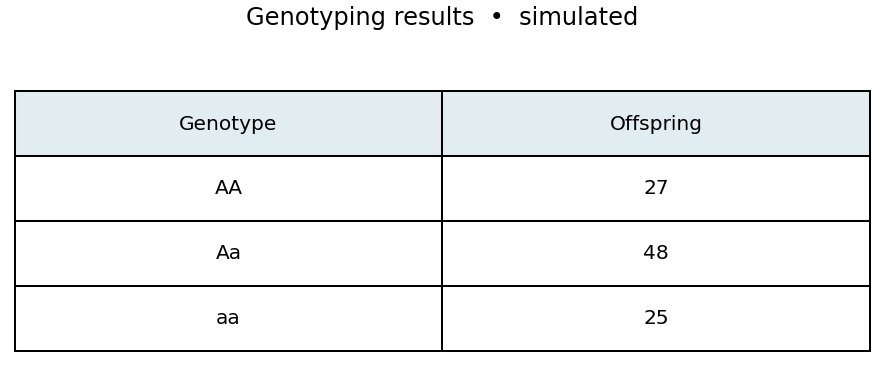 Genotyping results • simulated
Genotype Offspring
AA 27
Aa 48
aa 25